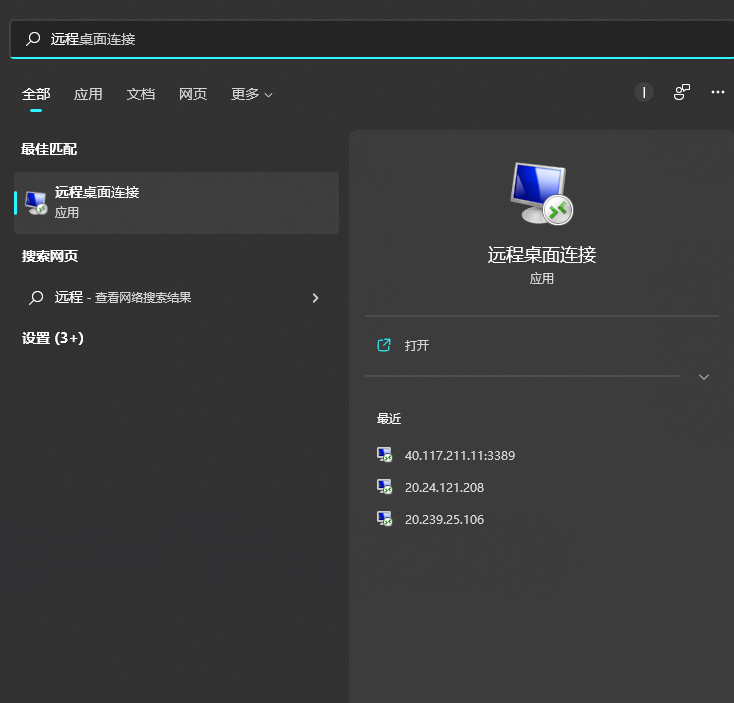 远程桌面连接
全部 应用 文档 网页 更多 I
最佳匹配
远程桌面连接
应用
搜索网页
远程 - 查看网络搜索结果
设置 (3+)
远程桌面连接
应用
打开
最近
40.117.211.11:3389
20.24.121.208
20.239.25.106